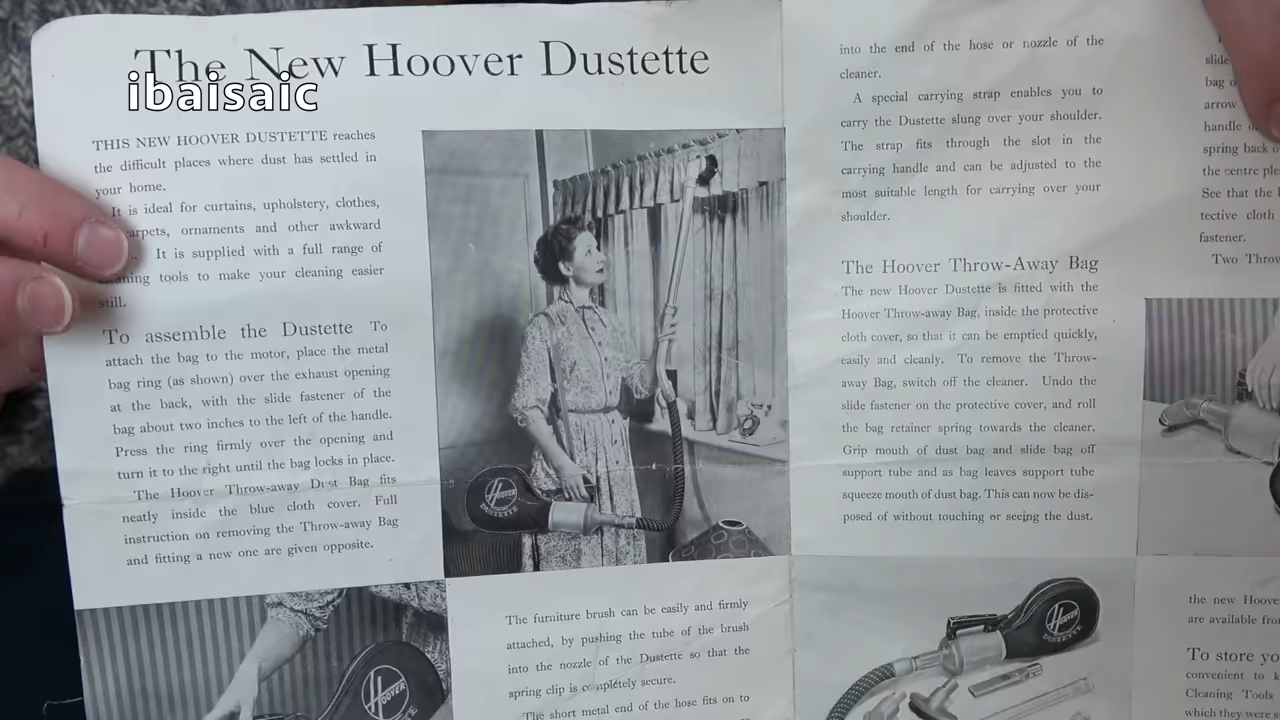 The New Hoover Dustette
ibaisaic
THIS NEW HOOVER DUSTETTE reaches
the difficult places where dust has settled in
your home.
It is ideal for curtains, upholstery, clothes,
arpets, ornaments and other awkward
It is supplied with a full range of
aning tools to make your cleaning easier
still.
To assemble the Dustette To
attach the bag to the motor, place the metal
bag ring (as shown) over the exhaust opening
at the back, with the slide fastener of the
bag about two inches to the left of the handle.
Press the ring firmly over the opening and
turn it to the right until the bag locks in place.
The Hoover Throw-away Dust Bag fits
neatly inside the blue cloth cover. Full
instruction on removing the Throw-away Bag
and fitting a new one are given opposite.
HOOVER
DUSTETTE
HOOVER
The furniture brush can be easily and firmly
attached, by pushing the tube of the brush
into the nozzle of the Dustette so that the
spring clip is completely secure.
The short metal end of the hose fits on to
into the end of the hose or nozzle of the
cleaner.
A special carrying strap enables you to
carry the Dustette slung over your shoulder.
The strap fits through the slot in the
carrying handle and can be adjusted to the
most suitable length for carrying over your
shoulder.
The Hoover Throw-Away Bag
The new Hoover Dustette is fitted with the
Hoover Throw-away Bag, inside the protective
cloth cover, so that it can be emptied quickly,
easily and cleanly. To remove the Throw-
away Bag, switch off the cleaner. Undo the
slide fastener on the protective cover, and roll
the bag retainer spring towards the cleaner.
Grip mouth of dust bag and slide bag off
support tube and as bag leaves support tube
squeeze mouth of dust bag. This can now be dis-
posed of without touching or seeing the dust.
HOOVER
DUSTETTE
slide
bag o
arrow
handle o
spring back o
the centre ple
See that the
tective cloth
fastener.
Two Throw
the new Hoove
are available fro
To store yo
convenient to k
Cleaning Tools
which they were s